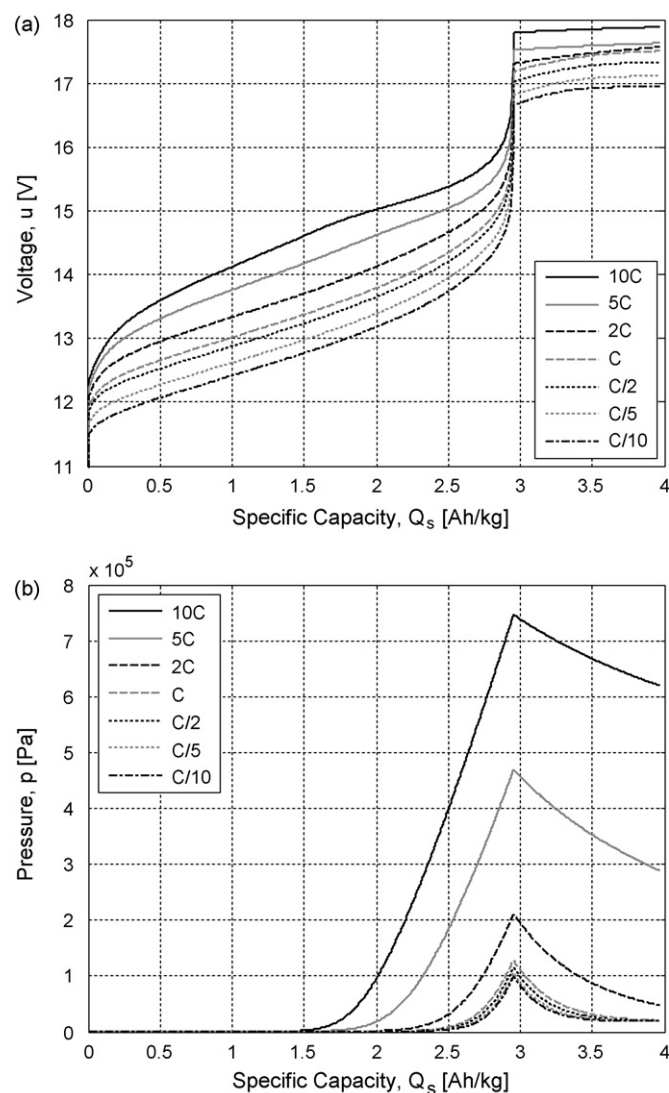 (a)
18
17
16
15
14
13
12
11
Voltage, u [V]
10C
5C
2C
C
C/2
C/5
C/10
0 0.5 1 1.5 2 2.5 3 3.5 4
Specific Capacity, Qs [Ah/kg]
(b)
x 10^5
8
7
6
5
4
3
2
1
0
Pressure, p [Pa]
10C
5C
2C
C
C/2
C/5
C/10
0 0.5 1 1.5 2 2.5 3 3.5 4
Specific Capacity, Qs [Ah/kg]